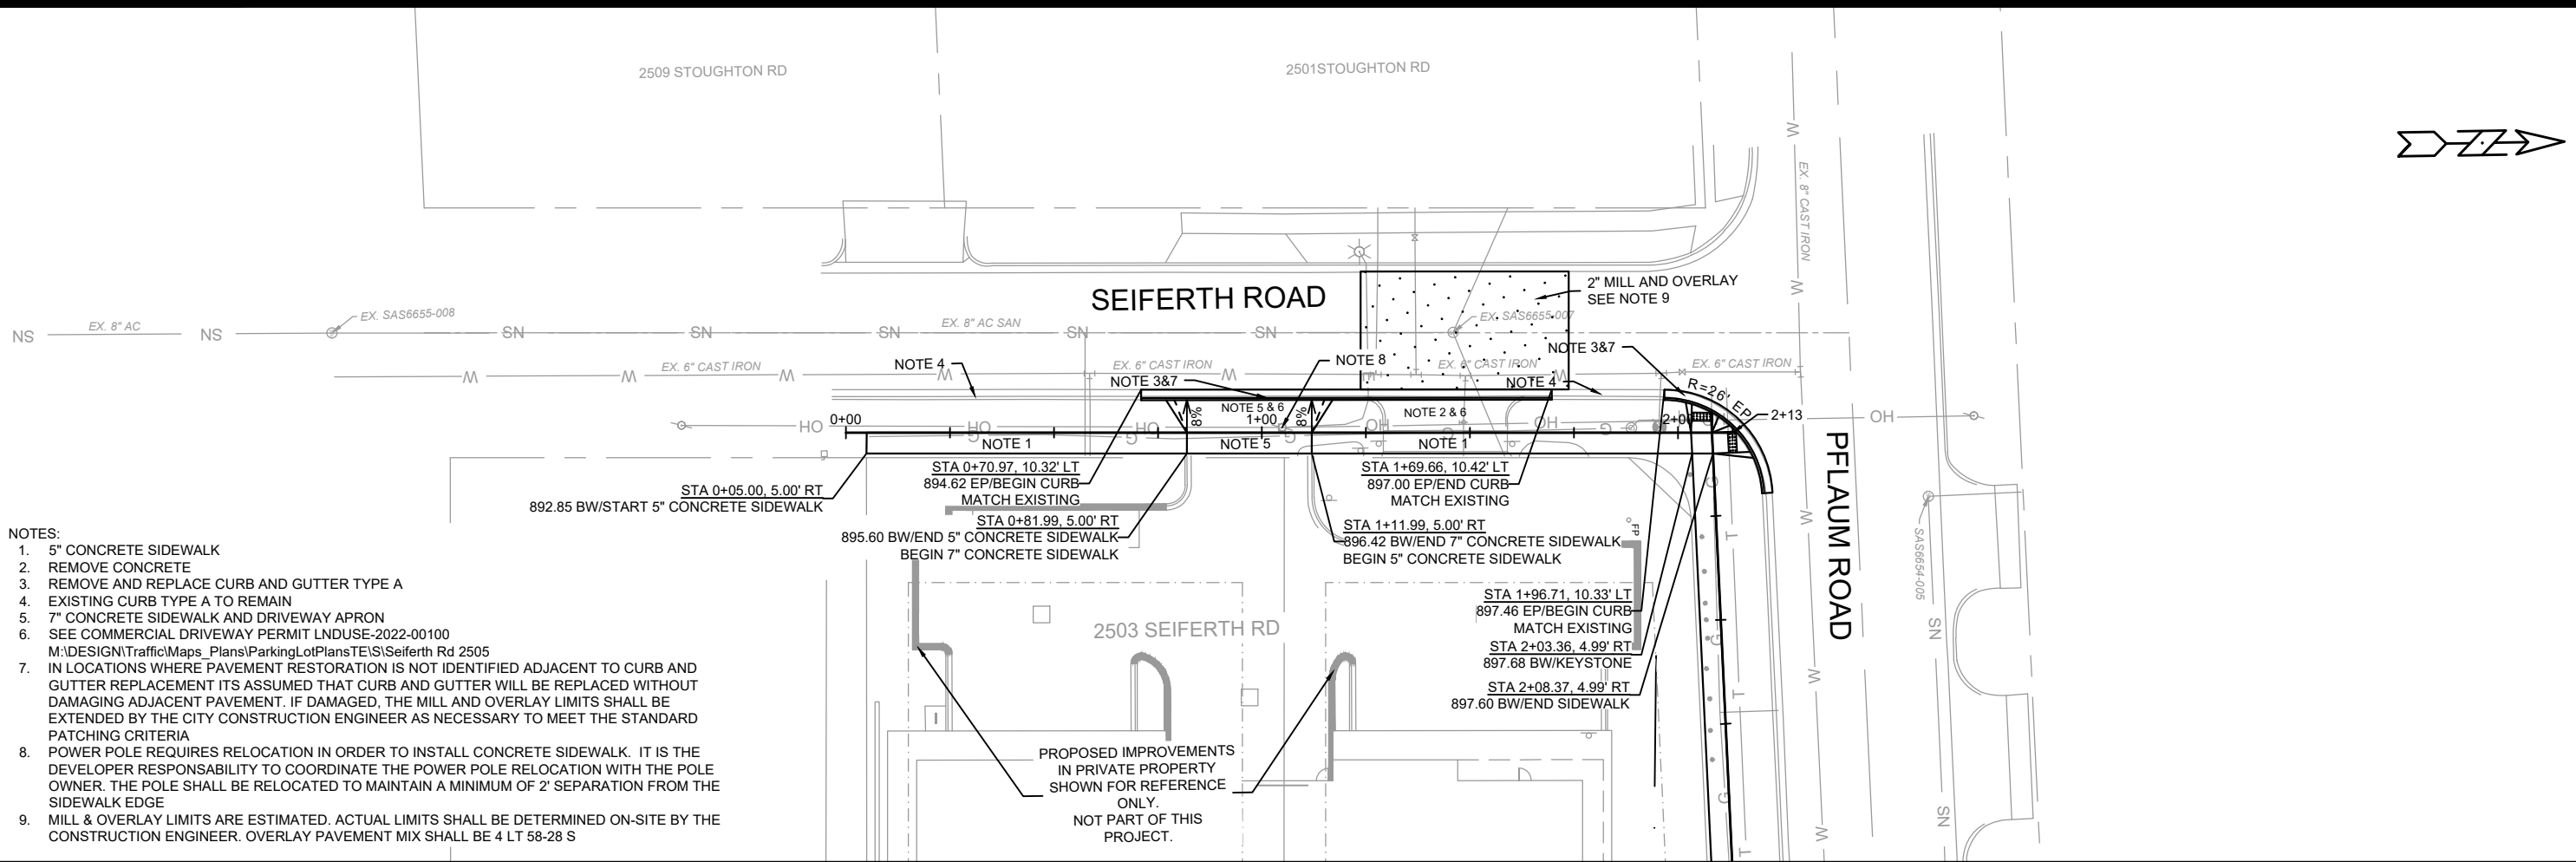 2509 STOUGHTON RD
2501STOUGHTON RD
EX. 8" CAST IRON
W
W
W
W
W
W
N
SEIFERTH ROAD
2" MILL AND OVERLAY
SEE NOTE 9
EX. SAS6655-008
EX. SAS6655-007
NS
EX. 8" AC
NS
SN
SN
SN
EX. 8" AC SAN
SN
SN
NOTE 4
EX. 6" CAST IRON
EX. 6" CAST IRON
EX. 6" CAST IRON
EX. 6" CAST IRON
W
W
W
W
W
W
W
NOTE 8
NOTE 3&7
NOTE 3&7
NOTE 4
R=26' EP
2+13
OH
OH
OH
OH
OH
0+00
1+00
2+00
8%
8%
NOTE 5 & 6
NOTE 2 & 6
G
G
G
G
G
G
G
G
NOTE 1
NOTE 5
NOTE 1
STA 0+70.97, 10.32' LT
894.62 EP/BEGIN CURB
MATCH EXISTING
STA 0+05.00, 5.00' RT
892.85 BW/START 5" CONCRETE SIDEWALK
STA 0+81.99, 5.00' RT
895.60 BW/END 5" CONCRETE SIDEWALK
BEGIN 7" CONCRETE SIDEWALK
STA 1+69.66, 10.42' LT
897.00 EP/END CURB
MATCH EXISTING
STA 1+11.99, 5.00' RT
896.42 BW/END 7" CONCRETE SIDEWALK
BEGIN 5" CONCRETE SIDEWALK
FP
STA 1+96.71, 10.33' LT
897.46 EP/BEGIN CURB
MATCH EXISTING
STA 2+03.36, 4.99' RT
897.68 BW/KEYSTONE
STA 2+08.37, 4.99' RT
897.60 BW/END SIDEWALK
2503 SEIFERTH RD
PFLAUM ROAD
SAS6654-005
SN
SN
SN
T
T
T
PROPOSED IMPROVEMENTS
IN PRIVATE PROPERTY
SHOWN FOR REFERENCE
ONLY.
NOT PART OF THIS
PROJECT.
NOTES:
1. 5" CONCRETE SIDEWALK
2. REMOVE CONCRETE
3. REMOVE AND REPLACE CURB AND GUTTER TYPE A
4. EXISTING CURB TYPE A TO REMAIN
5. 7" CONCRETE SIDEWALK AND DRIVEWAY APRON
6. SEE COMMERCIAL DRIVEWAY PERMIT LNDUSE-2022-00100
M:\DESIGN\Traffic\Maps_Plans\ParkingLotPlansTE\S\Seiferth Rd 2505
7. IN LOCATIONS WHERE PAVEMENT RESTORATION IS NOT IDENTIFIED ADJACENT TO CURB AND
GUTTER REPLACEMENT ITS ASSUMED THAT CURB AND GUTTER WILL BE REPLACED WITHOUT
DAMAGING ADJACENT PAVEMENT. IF DAMAGED, THE MILL AND OVERLAY LIMITS SHALL BE
EXTENDED BY THE CITY CONSTRUCTION ENGINEER AS NECESSARY TO MEET THE STANDARD
PATCHING CRITERIA
8. POWER POLE REQUIRES RELOCATION IN ORDER TO INSTALL CONCRETE SIDEWALK. IT IS THE
DEVELOPER RESPONSABILITY TO COORDINATE THE POWER POLE RELOCATION WITH THE POLE
OWNER. THE POLE SHALL BE RELOCATED TO MAINTAIN A MINIMUM OF 2' SEPARATION FROM THE
SIDEWALK EDGE
9. MILL & OVERLAY LIMITS ARE ESTIMATED. ACTUAL LIMITS SHALL BE DETERMINED ON-SITE BY THE
CONSTRUCTION ENGINEER. OVERLAY PAVEMENT MIX SHALL BE 4 LT 58-28 S